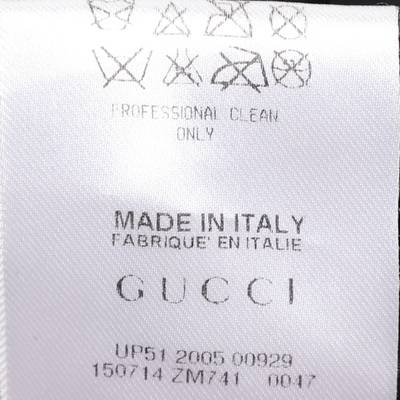 PROFESSIONAL CLEAN
ONLY
MADE IN ITALY
FABRIQUE' EN ITALIE
GUCCI
UP51 2005 00929
150714 ZM741 0047